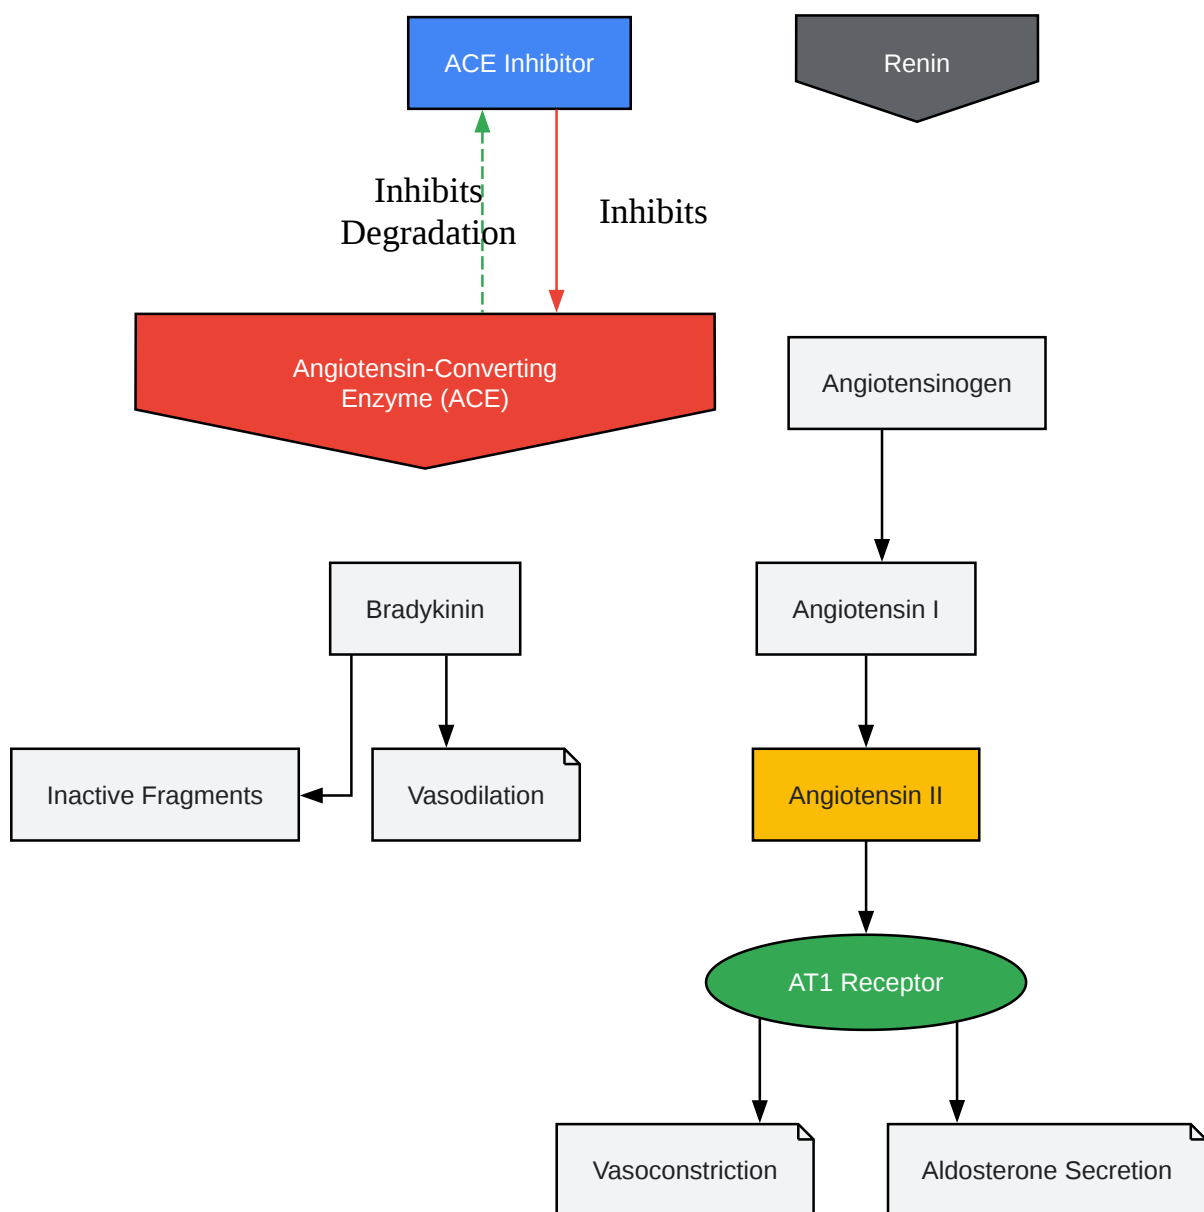 ACE Inhibitor
Renin
Inhibits
Degradation
Inhibits
Angiotensin-Converting
Enzyme (ACE)
Angiotensinogen
Bradykinin
Angiotensin I
Inactive Fragments
Vasodilation
Angiotensin II
AT1 Receptor
Vasoconstriction
Aldosterone Secretion